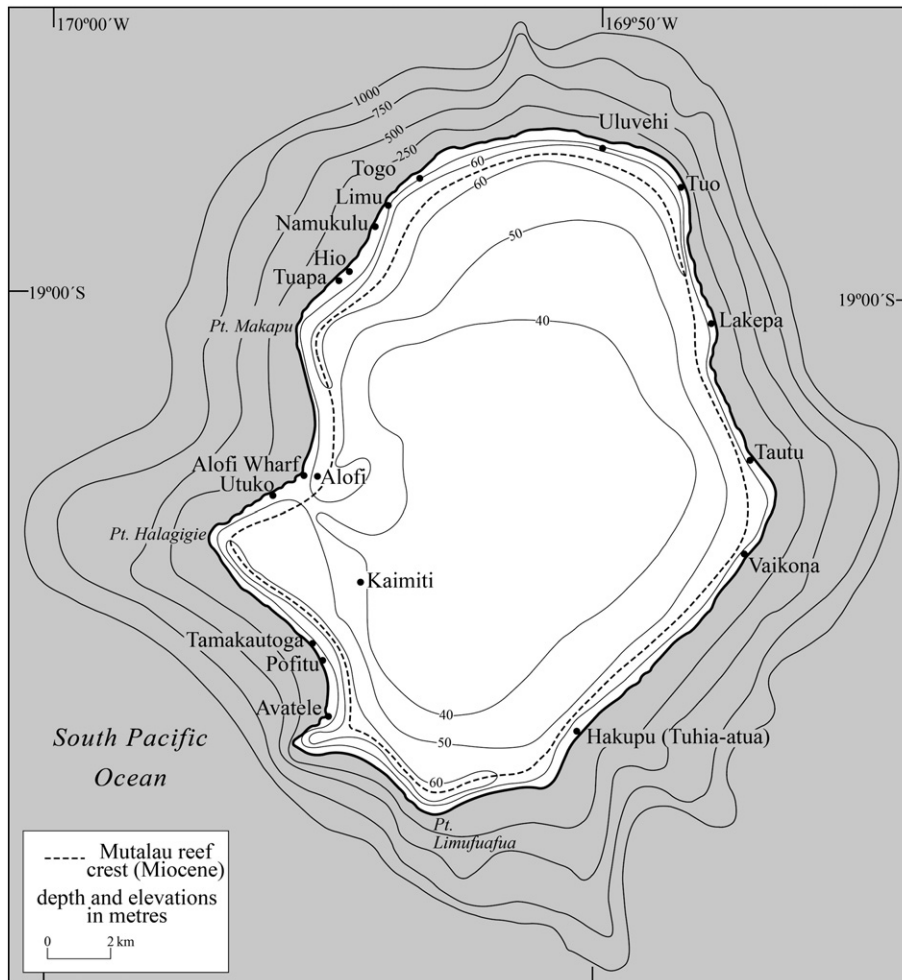 170º00´W
169º50´W
1000
750
500
-250
Uluvehi
Togo
60
Tuo
Limu
60
Namukulu
50
Hio
Tuapa
19º00´S
19º00´S
Pt. Makapu
40
Lakepa
Tautu
Alofi Wharf
Alofi
Utuko
Pt. Halagigie
Vaikona
Kaimiti
Tamakautoga
Pofitu
Avatele
40
South Pacific
Ocean
50
Hakupu (Tuhia-atua)
60
Pt.
Limufuafua
Mutalau reef
crest (Miocene)
depth and elevations
in metres
0 2 km